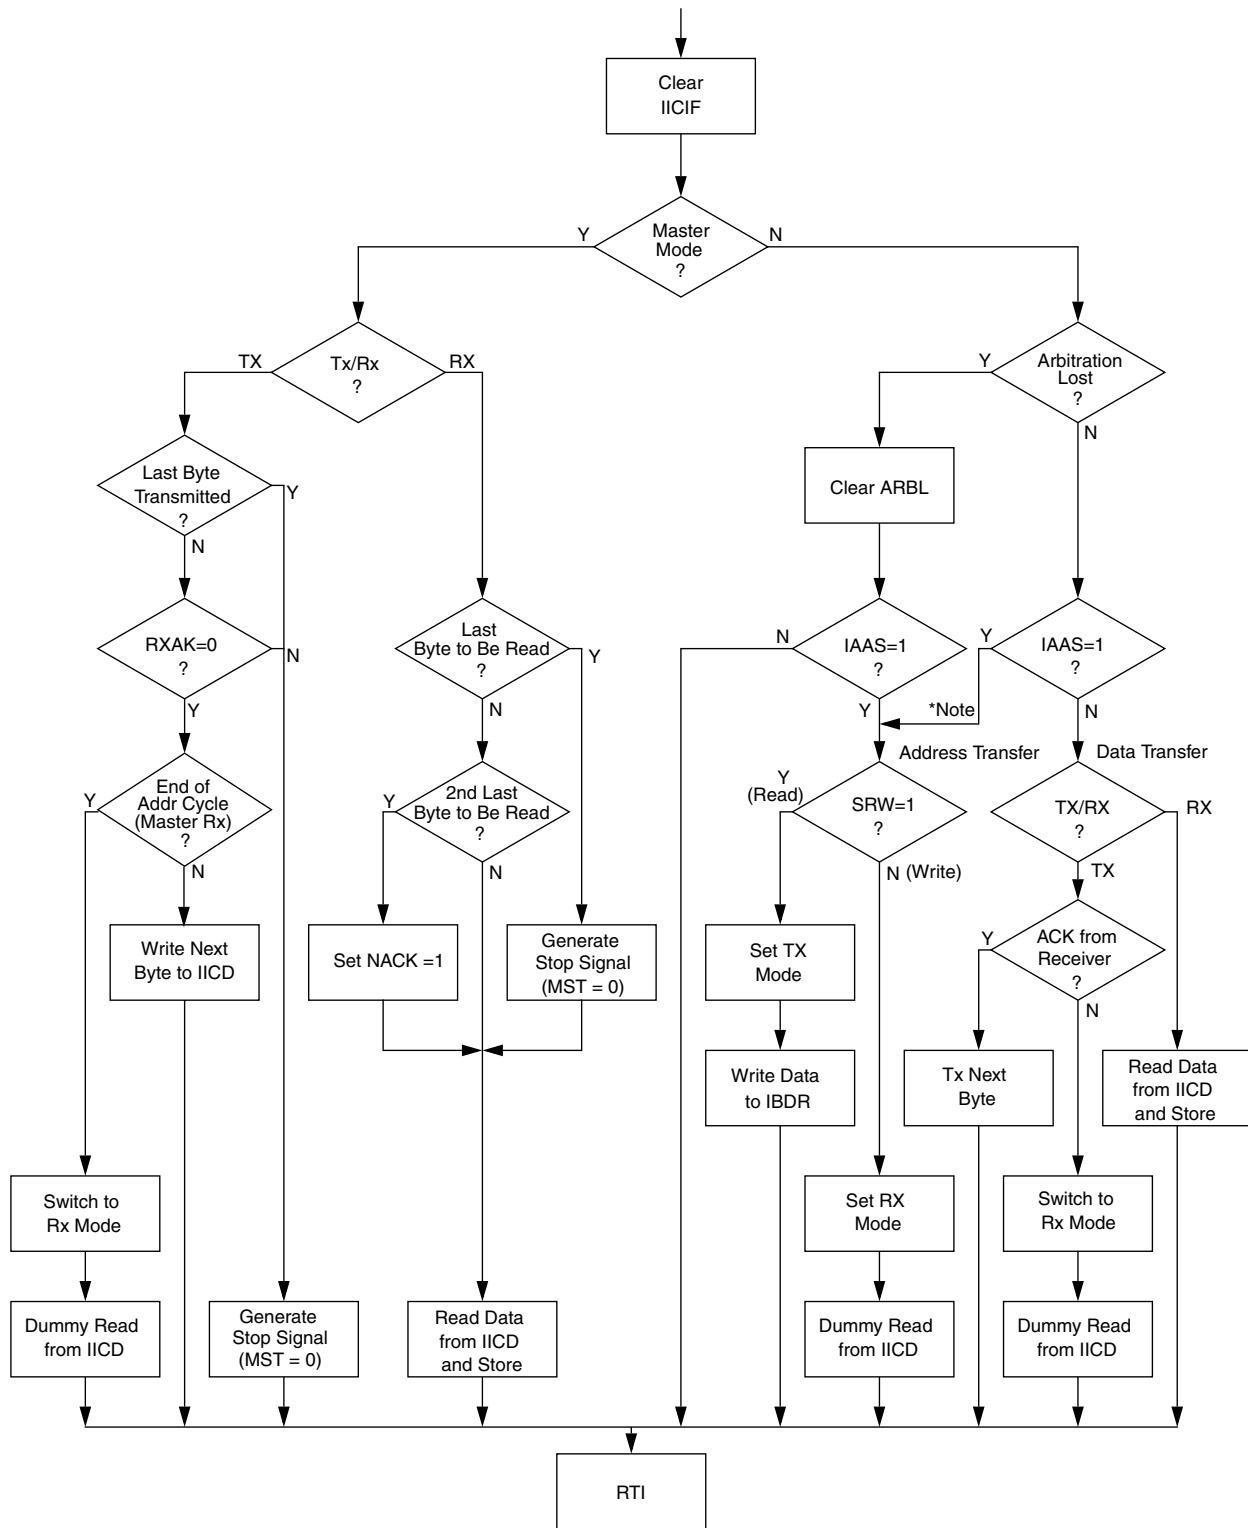 Clear
IICIF
Master
Mode
?
Y
N
Tx/Rx
?
TX
RX
Arbitration
Lost
?
Y
N
Last Byte
Transmitted
?
Y
N
Clear ARBL
RXAK=0
?
N
Y
Last
Byte to Be Read
?
Y
N
IAAS=1
?
N
Y
IAAS=1
?
Y
N
*Note
Address Transfer
Data Transfer
End of
Addr Cycle
(Master Rx)
?
Y
N
2nd Last
Byte to Be Read
?
Y
N
Y
(Read)
SRW=1
?
N (Write)
TX/RX
?
RX
TX
Write Next
Byte to IICD
Set NACK =1
Generate
Stop Signal
(MST = 0)
Set TX
Mode
ACK from
Receiver
?
Y
N
Write Data
to IBDR
Tx Next
Byte
Read Data
from IICD
and Store
Switch to
Rx Mode
Set RX
Mode
Switch to
Rx Mode
Dummy Read
from IICD
Generate
Stop Signal
(MST = 0)
Read Data
from IICD
and Store
Dummy Read
from IICD
Dummy Read
from IICD
RTI